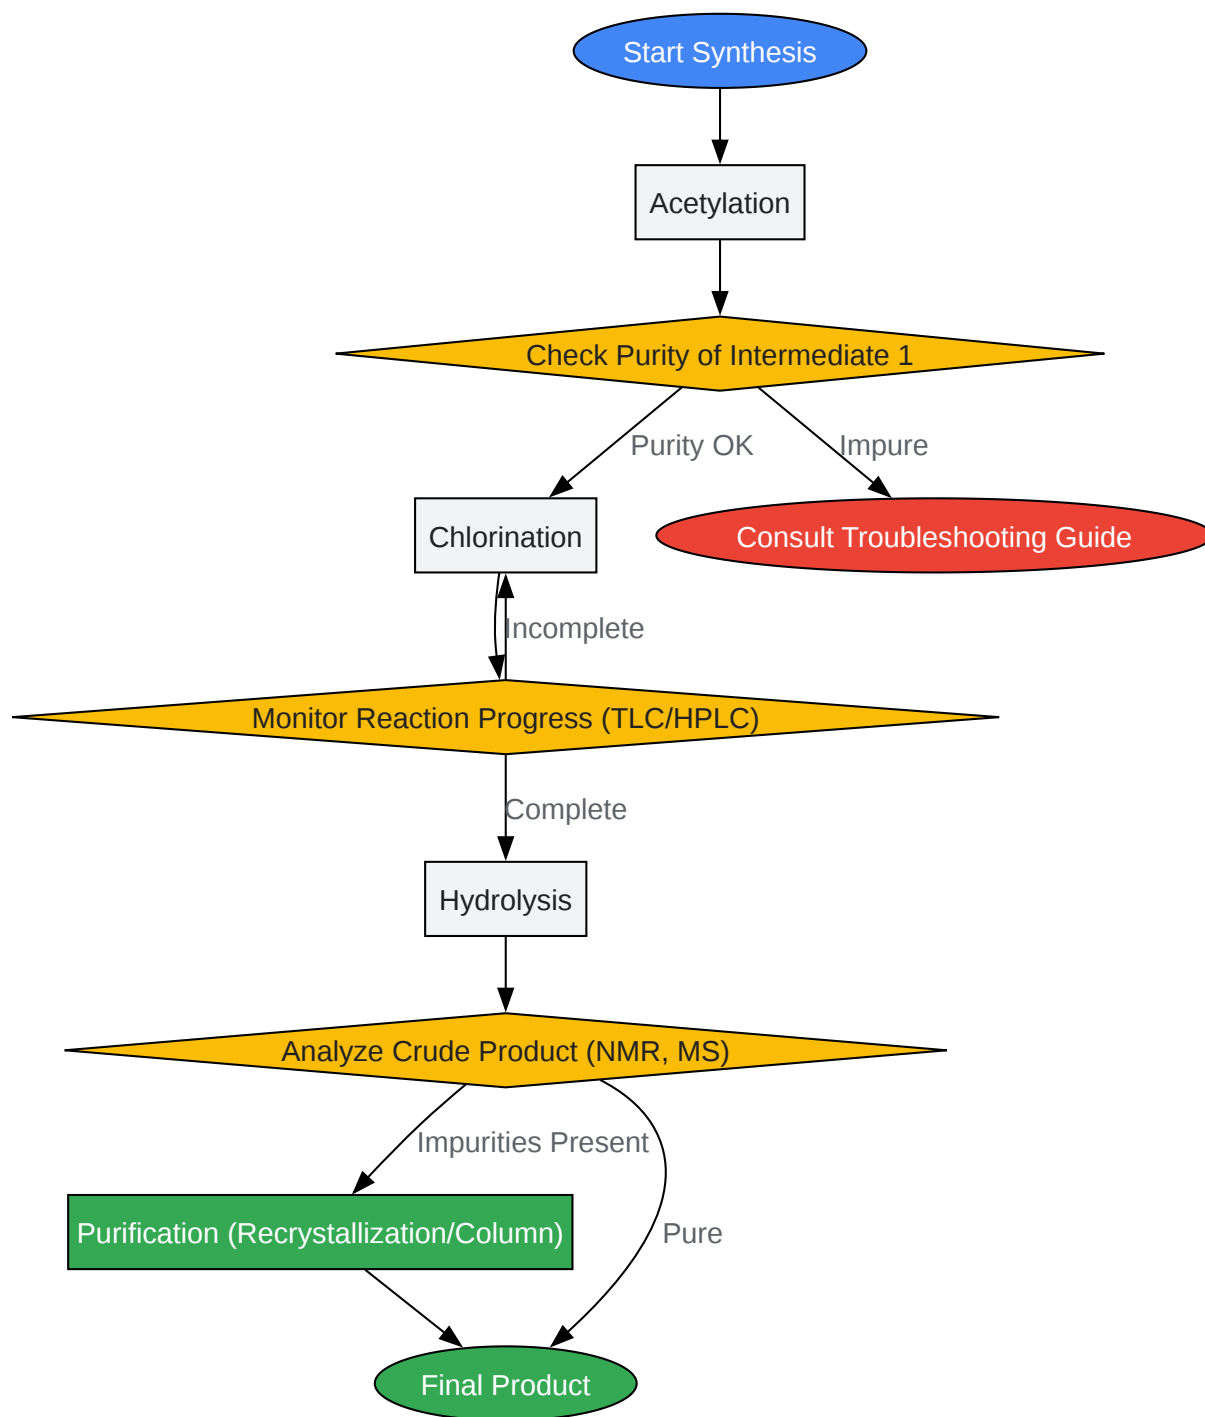 Start Synthesis
Acetylation
Check Purity of Intermediate 1
Purity OK
Impure
Chlorination
Consult Troubleshooting Guide
Incomplete
Monitor Reaction Progress (TLC/HPLC)
Complete
Hydrolysis
Analyze Crude Product (NMR, MS)
Impurities Present
Purification (Recrystallization/Column)
Pure
Final Product